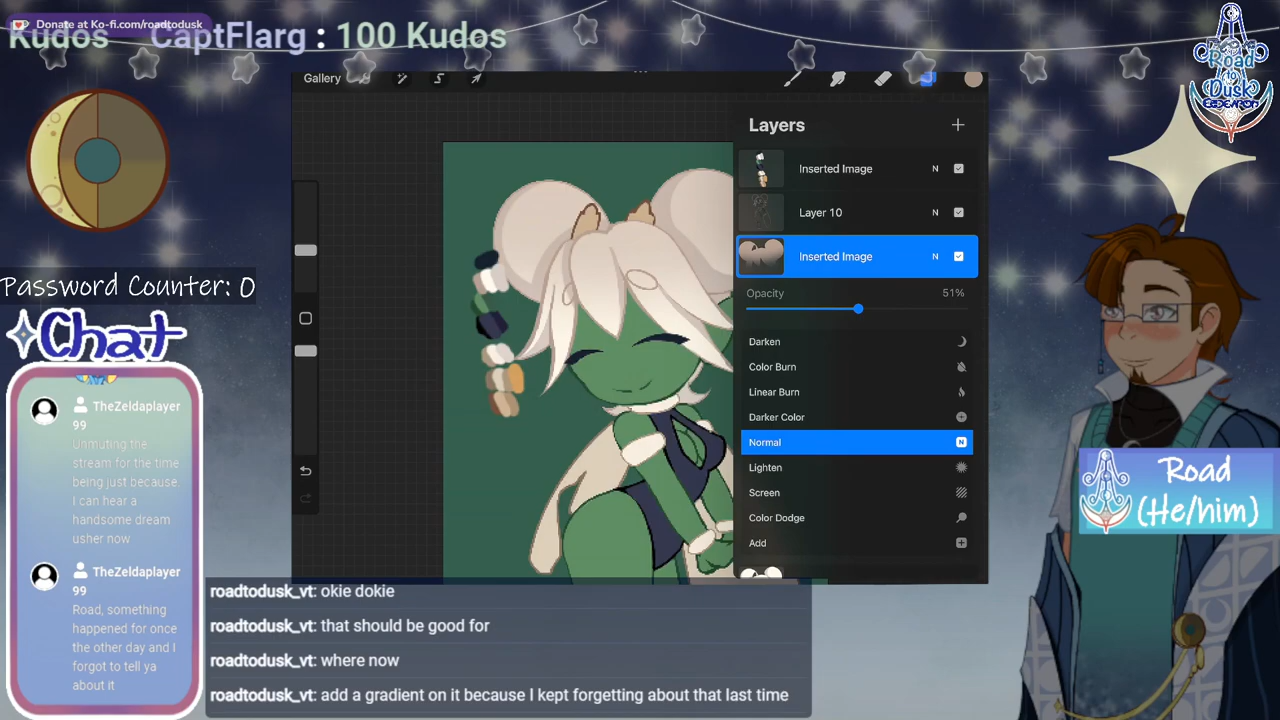 Donate at Ko-fi.com/roadtodusk
Kudos CaptFlarg : 100 Kudos
Road
to
Dusk
Gallery
Layers
Inserted Image N
Layer 10 N
Inserted Image N
Opacity 51%
Darken
Color Burn
Linear Burn
Darker Color
Normal N
Lighten
Screen
Color Dodge
Add
Password Counter: 0
Chat
TheZeldaplayer
99
Unmuting the
stream for the time
being just because
I can hear a
handsome dream
usher now
TheZeldaplayer
99
Road, something
happened for once
the other day and I
forgot to tell ya
about it
roadtodusk_vt: okie dokie
roadtodusk_vt: that should be good for
roadtodusk_vt: where now
roadtodusk_vt: add a gradient on it because I kept forgetting about that last time
Road
(He/him)